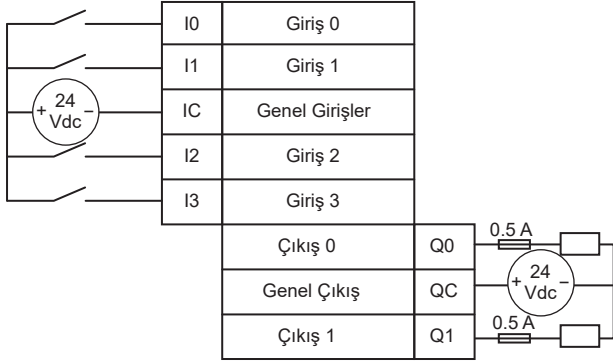 I0 Giriş 0
I1 Giriş 1
+ 24 Vdc −
IC Genel Girişler
I2 Giriş 2
I3 Giriş 3
Çıkış 0 Q0 0.5 A
Genel Çıkış QC
+ 24 Vdc −
Çıkış 1 Q1 0.5 A